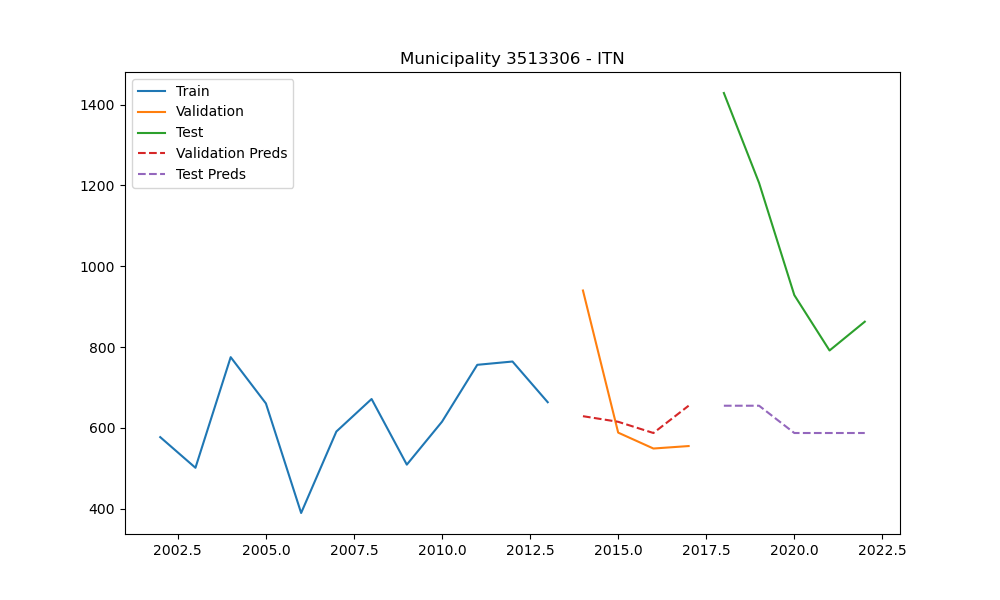 Municipality 3513306 - ITN
Train
Validation
Test
Validation Preds
Test Preds
1400
1200
1000
800
600
400
2002.5 2005.0 2007.5 2010.0 2012.5 2015.0 2017.5 2020.0 2022.5